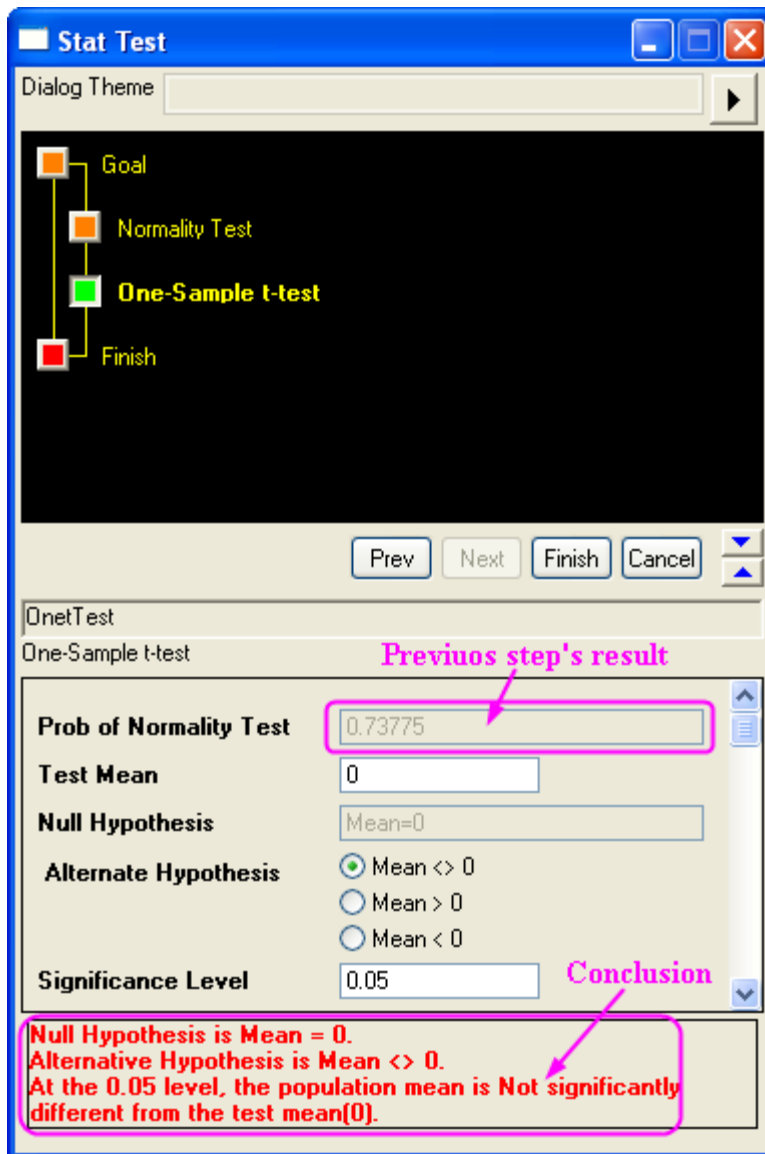 Stat Test
Dialog Theme
Goal
Normality Test
One-Sample t-test
Finish
Prev Next Finish Cancel
OnetTest
One-Sample t-test
Previuos step's result
Prob of Normality Test 0.73775
Test Mean 0
Null Hypothesis Mean=0
Alternate Hypothesis Mean <> 0
Mean > 0
Mean < 0
Significance Level 0.05
Conclusion
Null Hypothesis is Mean = 0.
Alternative Hypothesis is Mean <> 0.
At the 0.05 level, the population mean is Not significantly
different from the test mean(0).